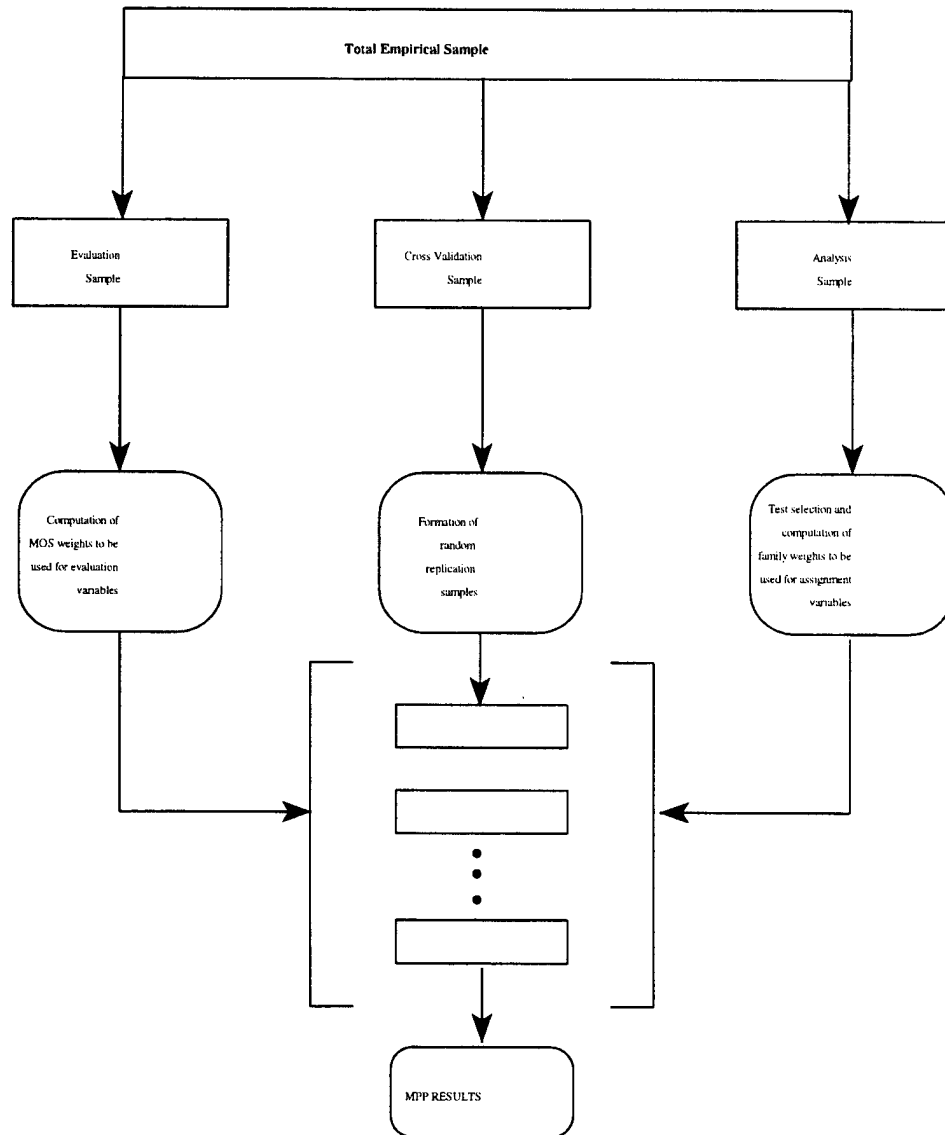 Total Empirical Sample
Evaluation
Sample
Cross Validation
Sample
Analysis
Sample
Computation of
MOS weights to be
used for evaluation
variables
Formation of
random
replication
samples
Test selection and
computation of
family weights to be
used for assignment
variables
MPP RESULTS